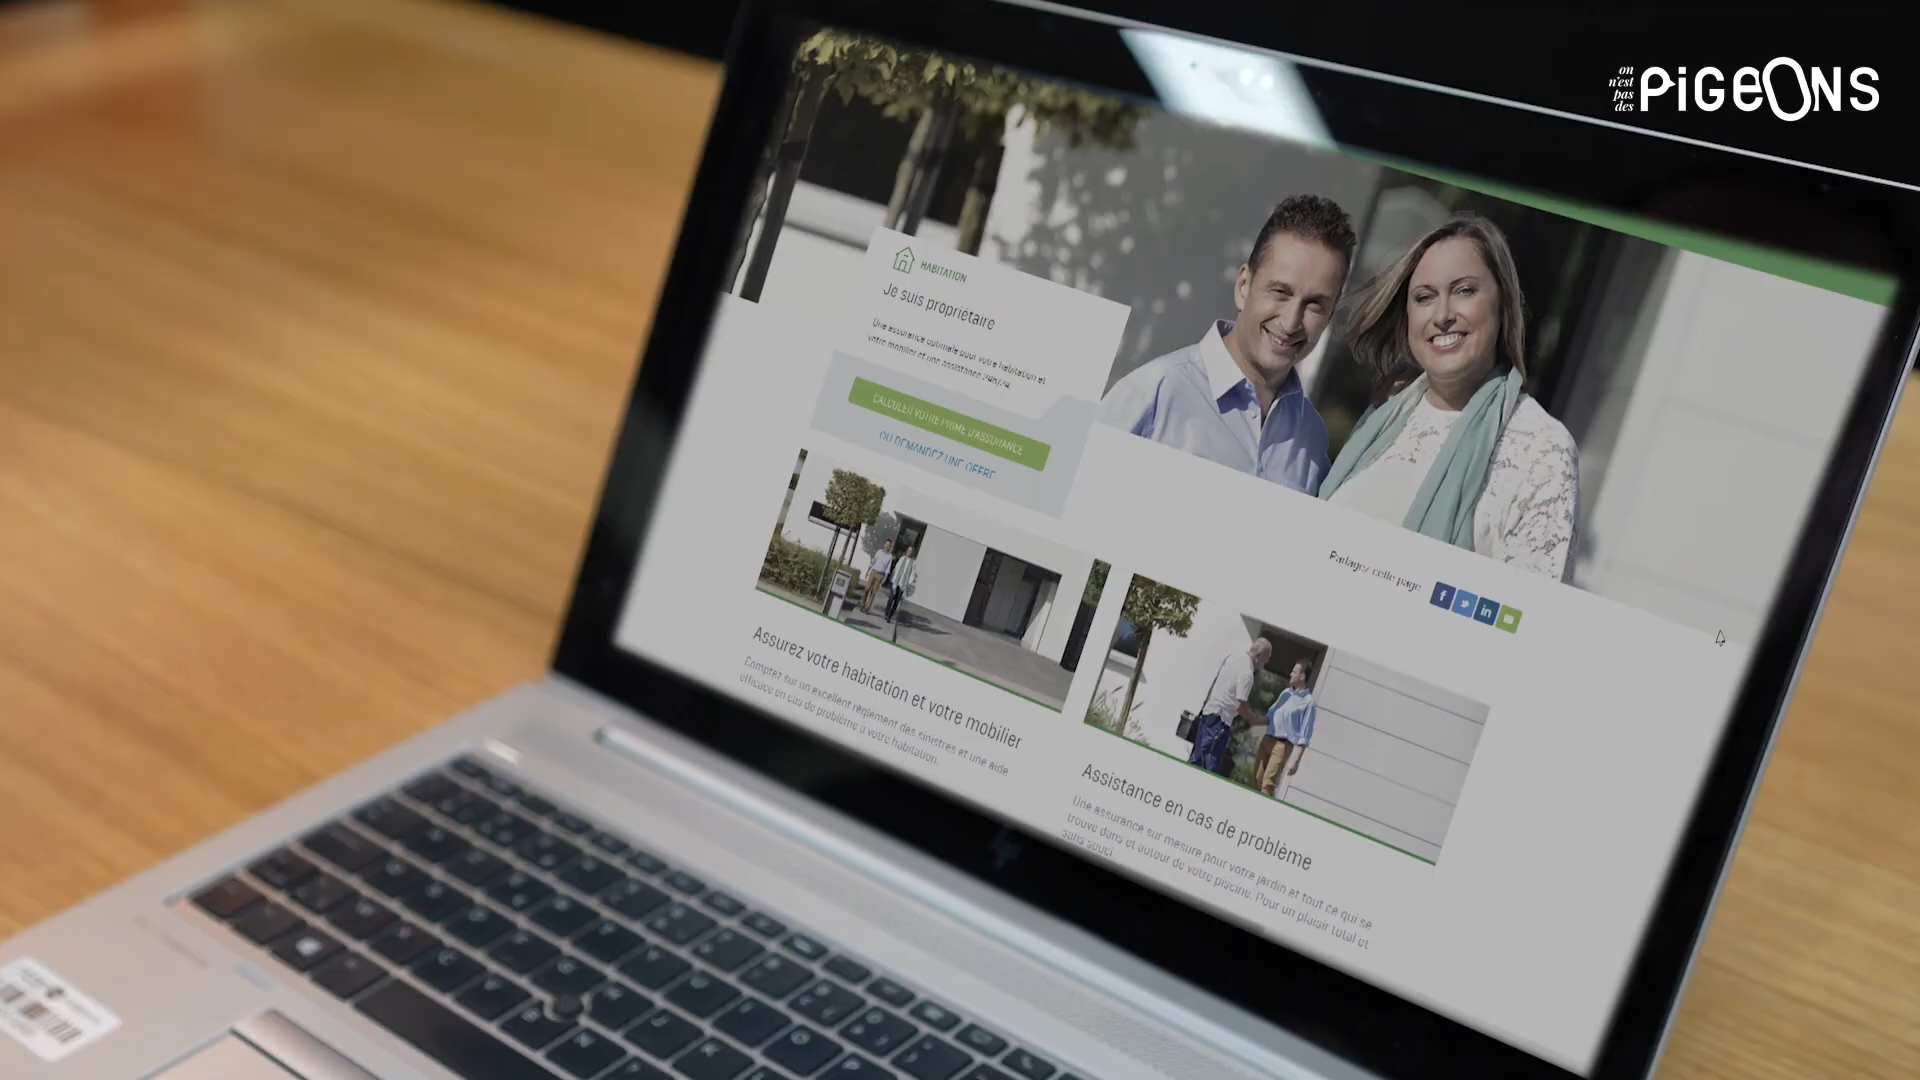 on
n'est
pas
des
PiGeONS
HABITATION
Je suis propriétaire
Une assurance optimale pour votre habitation et
votre mobilier et une assistance 24h/24.
CALCULER VOTRE PRIME D'ASSURANCE
OU DEMANDEZ UNE OFFRE
Partagez cette page
f
in
Assurez votre habitation et votre mobilier
Comptez sur un excellent règlement des sinistres et une aide
efficace en cas de problème à votre habitation.
Assistance en cas de problème
Une assurance sur mesure pour votre jardin et tout ce qui se
trouve dans et autour de votre piscine. Pour un plaisir total et
sans souci